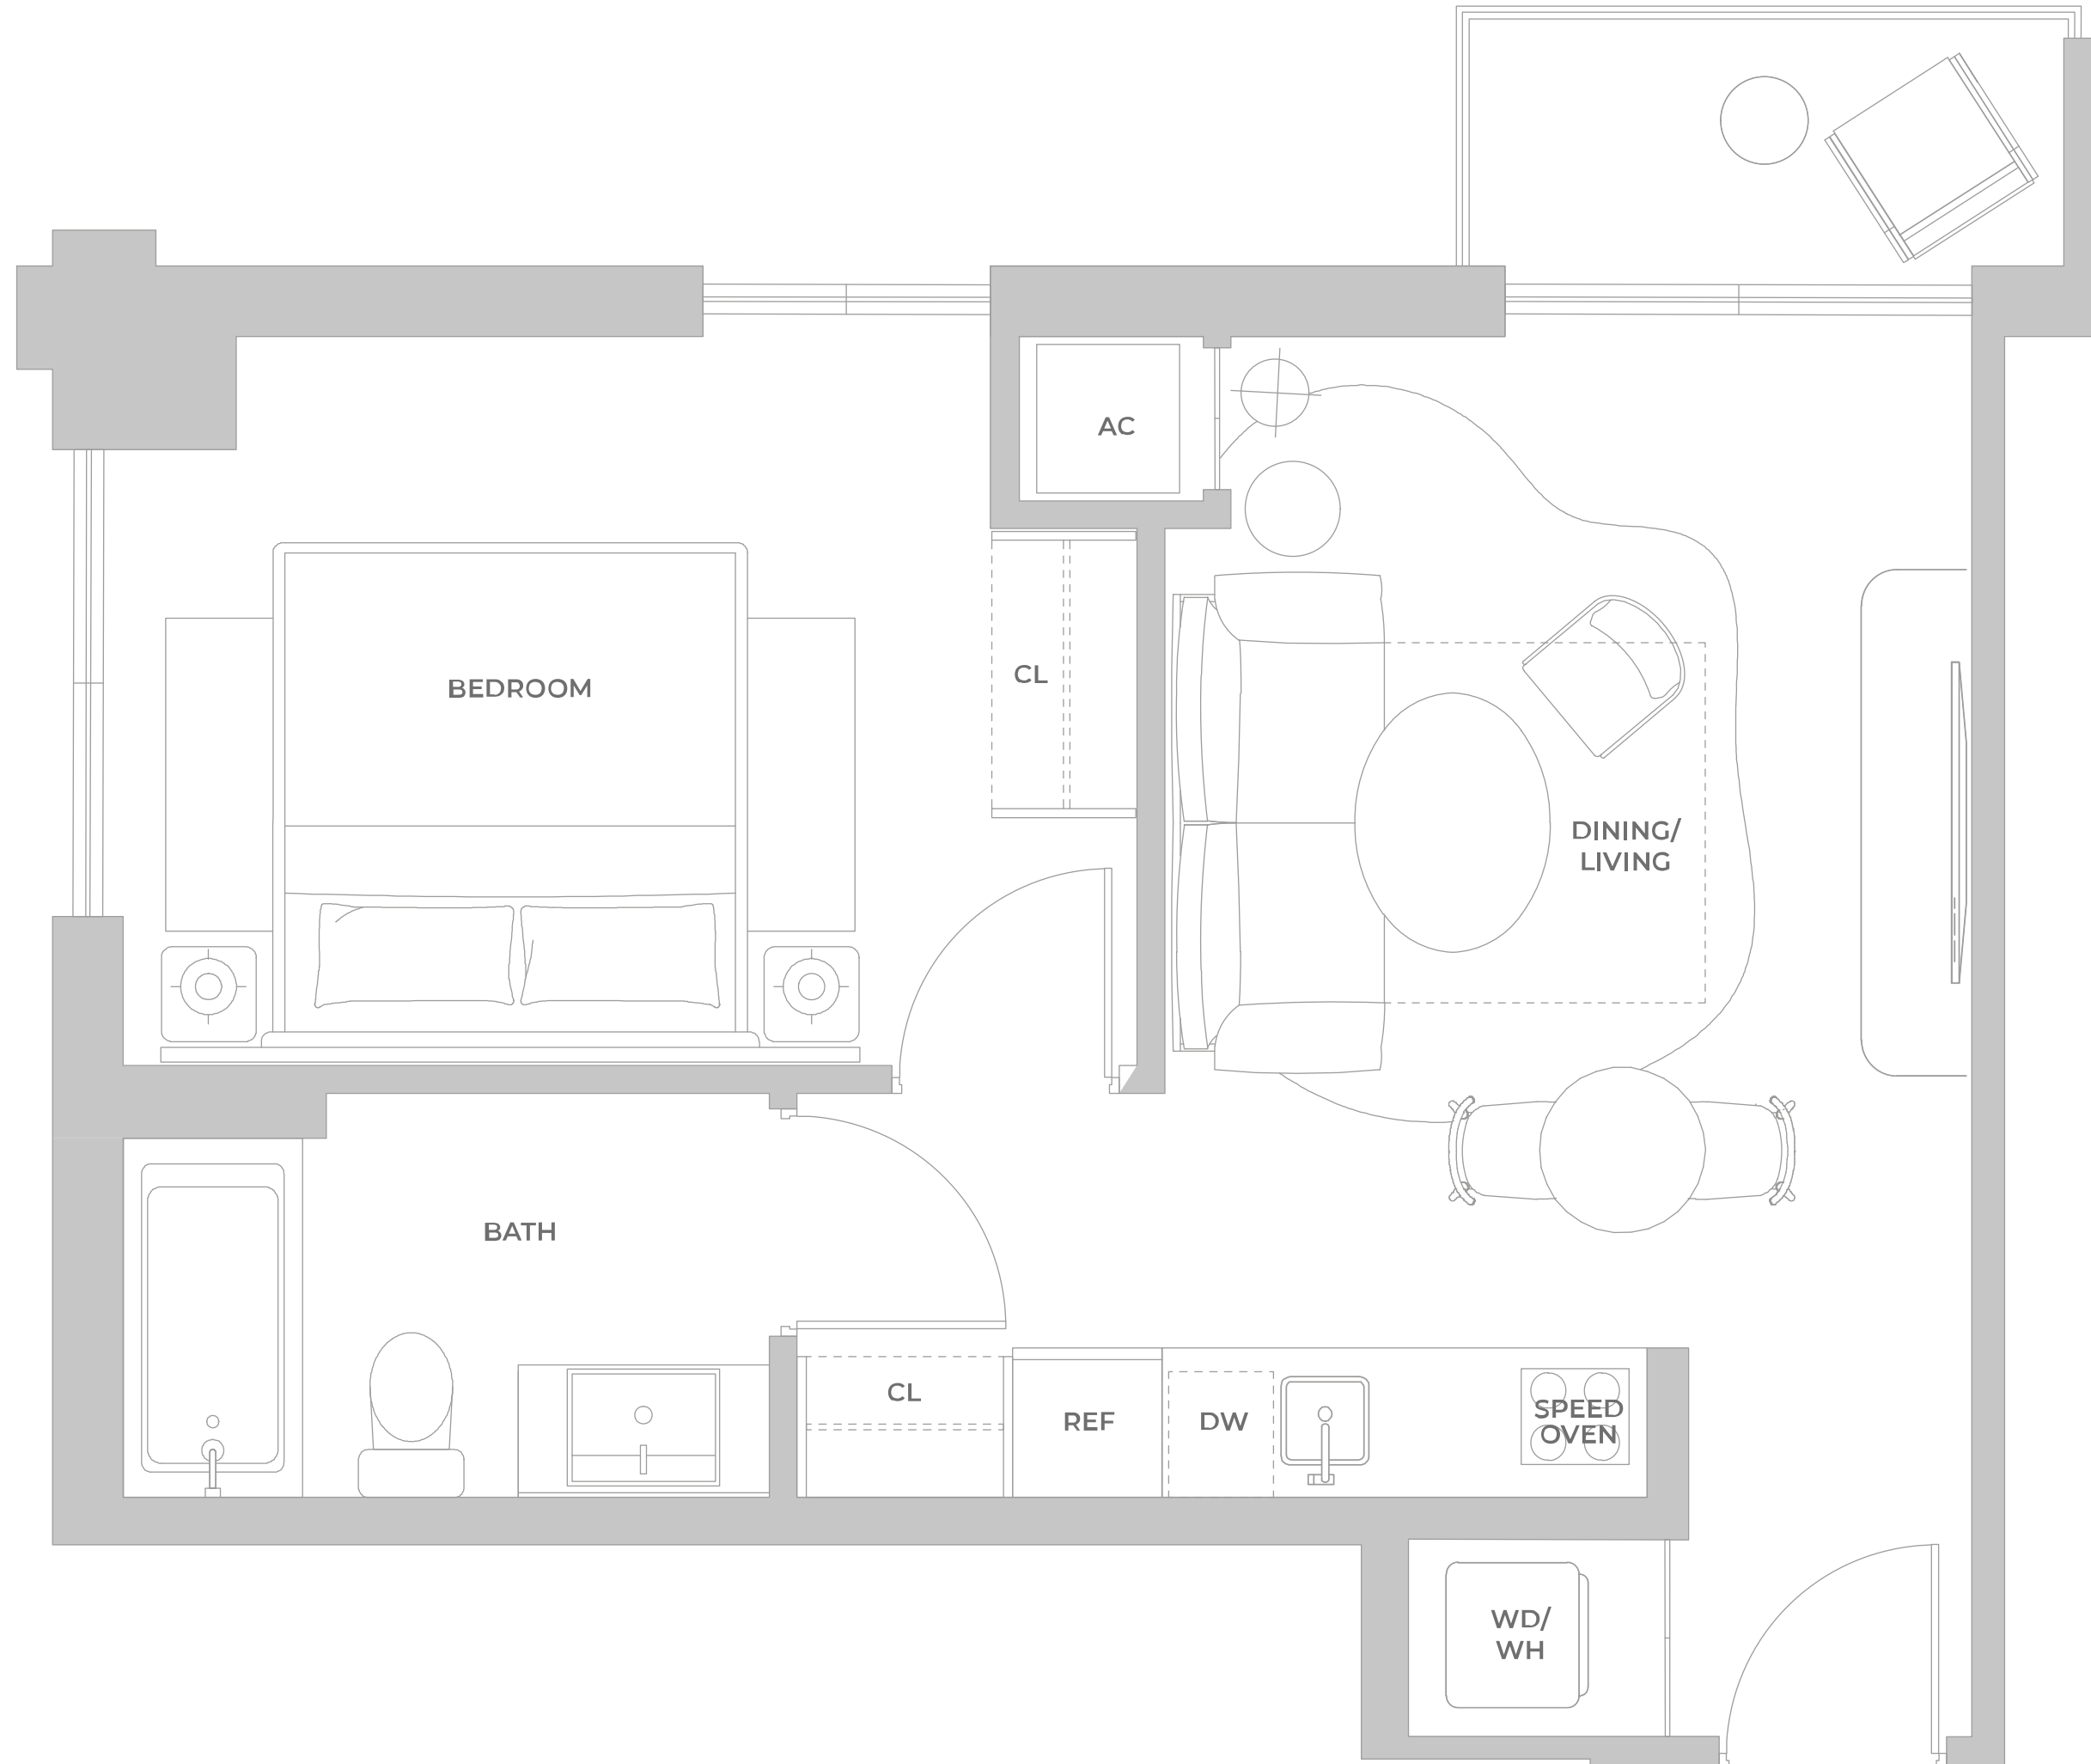 AC
BEDROOM
CL
DINING/
LIVING
BATH
CL
REF
DW
SPEED
OVEN
WD/
WH